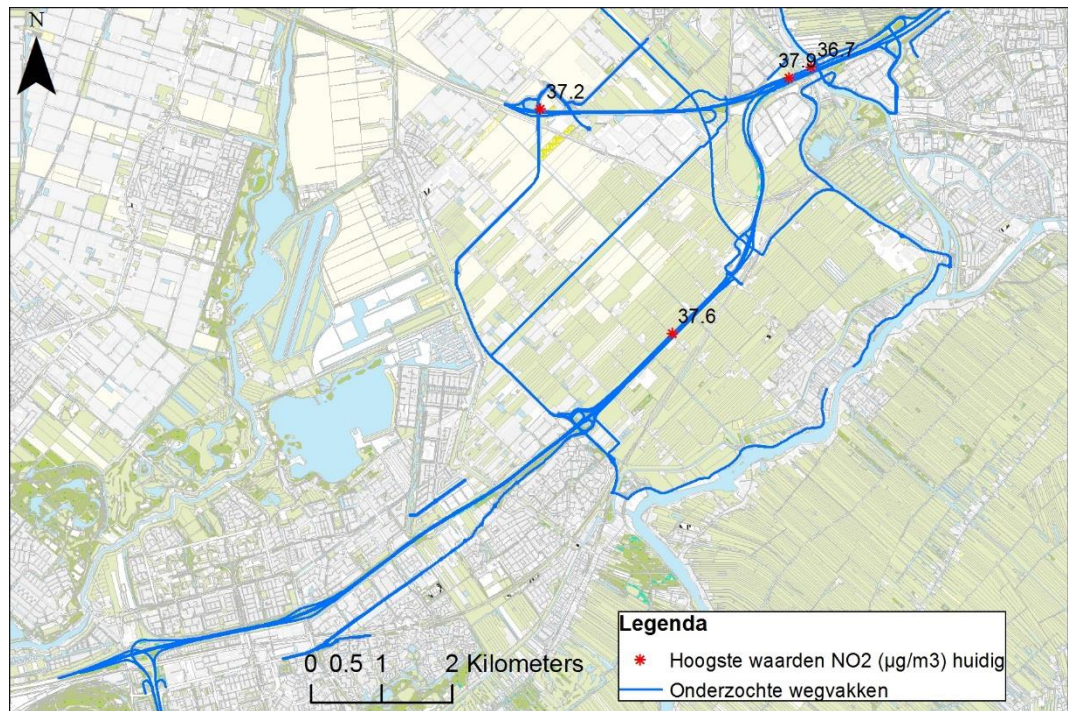 N
36.7
37.9
37.2
37.6
Legenda
Hoogste waarden NO2 (µg/m3) huidig
Onderzochte wegvakken
0 0.5 1 2 Kilometers